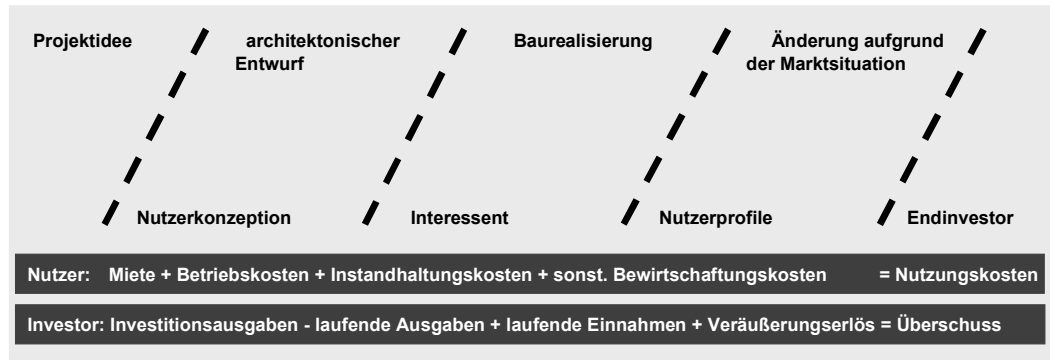 Projektidee
architektonischer
Entwurf
Baurealisierung
Änderung aufgrund
der Marktsituation
Nutzerkonzeption
Interessent
Nutzerprofile
Endinvestor
Nutzer: Miete + Betriebskosten + Instandhaltungskosten + sonst. Bewirtschaftungskosten = Nutzungskosten
Investor: Investitionsausgaben - laufende Ausgaben + laufende Einnahmen + Veräußerungserlös = Überschuss